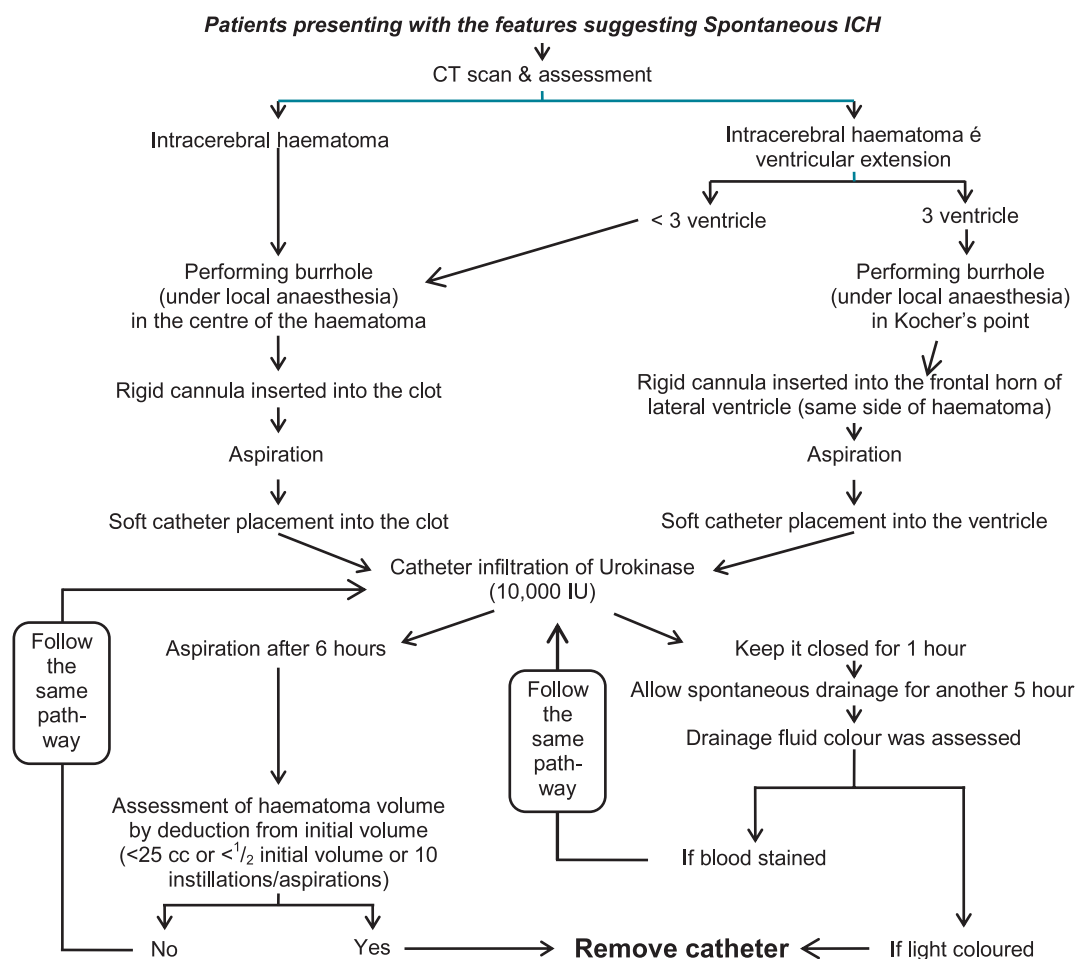 Patients presenting with the features suggesting Spontaneous ICH
CT scan & assessment
Intracerebral haematoma
Intracerebral haematoma é
ventricular extension
< 3 ventricle
3 ventricle
Performing burrhole
(under local anaesthesia)
in the centre of the haematoma
Performing burrhole
(under local anaesthesia)
in Kocher's point
Rigid cannula inserted into the clot
Rigid cannula inserted into the frontal horn of
lateral ventricle (same side of haematoma)
Aspiration
Aspiration
Soft catheter placement into the clot
Soft catheter placement into the ventricle
Catheter infiltration of Urokinase
(10,000 IU)
Follow
the
same
path-
way
Aspiration after 6 hours
Follow
the
same
path-
way
Keep it closed for 1 hour
Allow spontaneous drainage for another 5 hour
Drainage fluid colour was assessed
Assessment of haematoma volume
by deduction from initial volume
(<25 cc or <1/2 initial volume or 10
instillations/aspirations)
If blood stained
No
Yes
Remove catheter
If light coloured